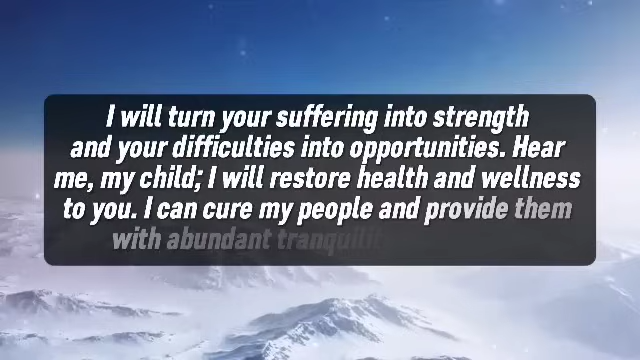 I will turn your suffering into strength
and your difficulties into opportunities. Hear
me, my child; I will restore health and wellness
to you. I can cure my people and provide them
with abundant